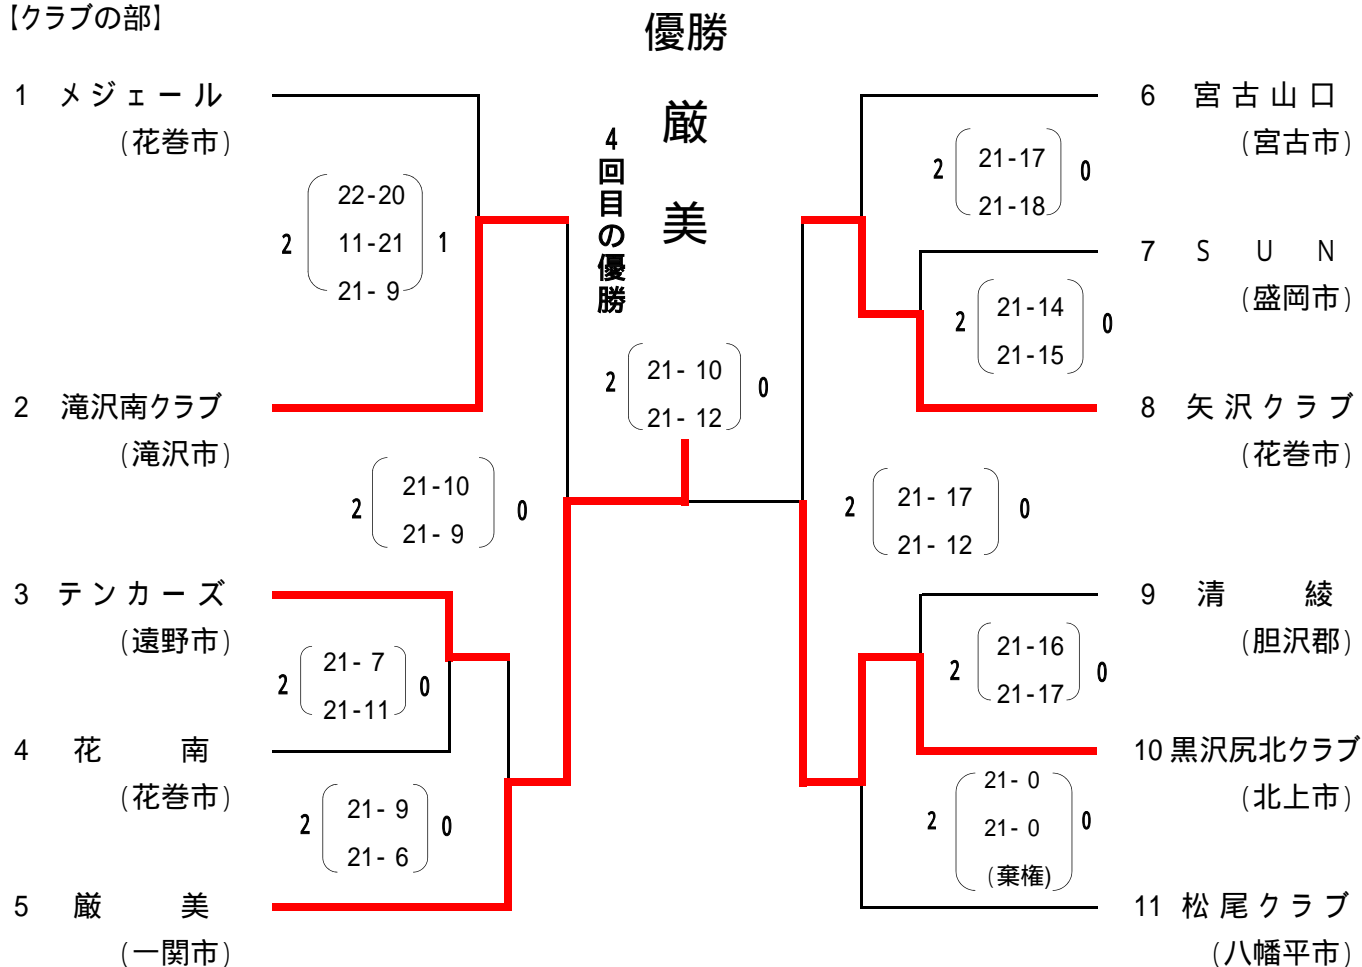 【クラブの部】
優勝
厳美
4回目の優勝
1 メジェール
(花巻市)
22-20
2 11-21 1
21- 9
2 滝沢南クラブ
(滝沢市)
21-10
2 0
21- 9
3 テンカーズ
(遠野市)
21- 7
2 0
21-11
4 花南
(花巻市)
21- 9
2 0
21- 6
5 厳美
(一関市)
21- 10
2 0
21- 12
6 宮古山口
(宮古市)
21-17
2 0
21-18
7 SUN
(盛岡市)
21-14
2 0
21-15
8 矢沢クラブ
(花巻市)
21- 17
2 0
21- 12
9 清綾
(胆沢郡)
21-16
2 0
21-17
10 黒沢尻北クラブ
(北上市)
21- 0
2 21- 0 0
(棄権)
11 松尾クラブ
(八幡平市)